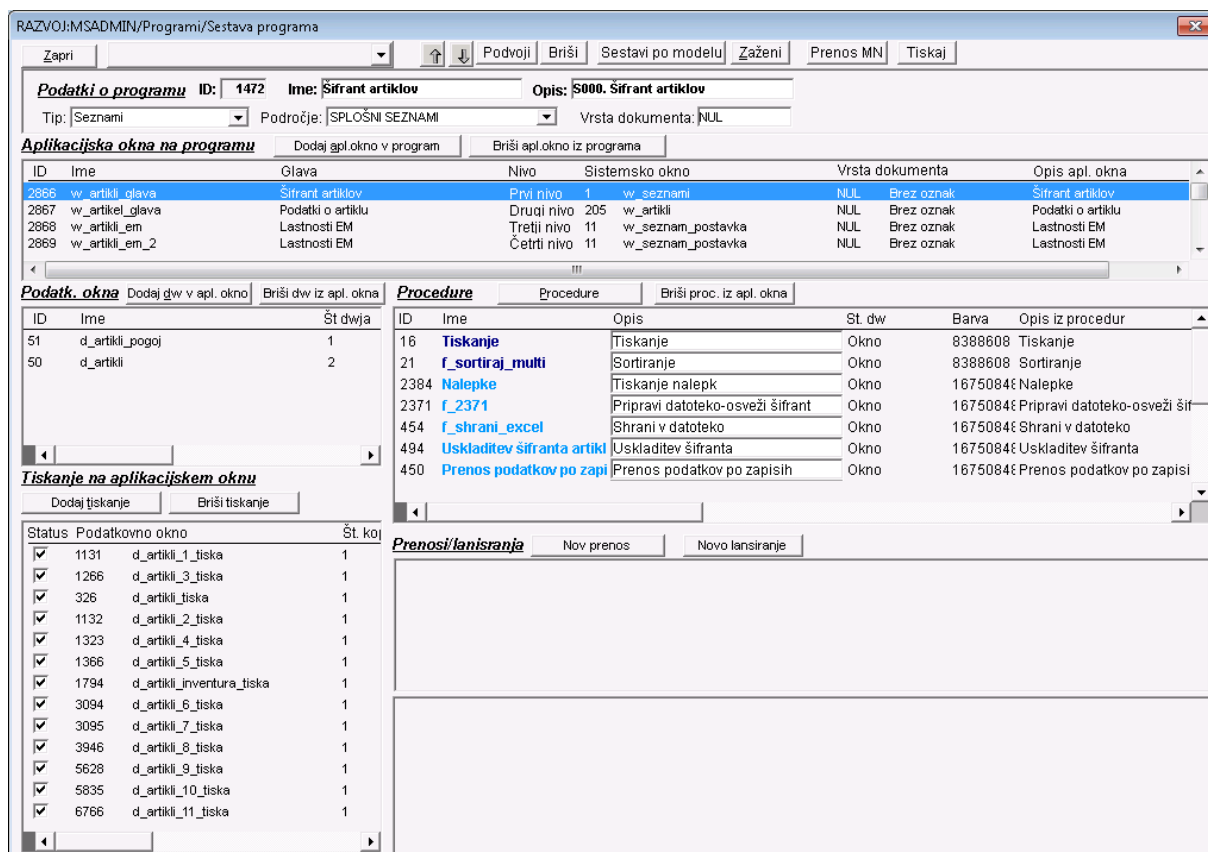 RAZVOJ:MSADMIN/Programi/Sestava programa
Zapri Podvoji Briši Sestavi po modelu Zaženi Prenos MN Tiskaj
Podatki o programu ID: 1472 Ime: Šifrant artiklov Opis: S000. Šifrant artiklov
Tip: Seznami Področje: SPLOŠNI SEZNAMI Vrsta dokumenta: NUL
Aplikacijska okna na programu Dodaj apl.okno v program Briši apl.okno iz programa
ID Ime Glava Nivo Sistemsko okno Vrsta dokumenta Opis apl. okna
2866 w_artikli_glava Šifrant artiklov Prvi nivo 1 w_seznami NUL Brez oznak Šifrant artiklov
2867 w_artikel_glava Podatki o artiklu Drugi nivo 205 w_artikli NUL Brez oznak Podatki o artiklu
2868 w_artikli_em Lastnosti EM Tretji nivo 11 w_seznam_postavka NUL Brez oznak Lastnosti EM
2869 w_artikli_em_2 Lastnosti EM Četrti nivo 11 w_seznam_postavka NUL Brez oznak Lastnosti EM
Podatk. okna Dodaj dw v apl. okno Briši dw iz apl. okna
ID Ime Št dwja
51 d_artikli_pogoj 1
50 d_artikli 2
Procedure Procedure Briši proc. iz apl. okna
ID Ime Opis St. dw Barva Opis iz procedur
16 Tiskanje Tiskanje Okno 8388608 Tiskanje
21 f_sortiraj_multi Sortiranje Okno 8388608 Sortiranje
2384 Nalepke Tiskanje nalepk Okno 16750848 Nalepke
2371 f_2371 Pripravi datoteko-osveži šifrant Okno 16750848 Pripravi datoteko-osveži šif
454 f_shrani_excel Shrani v datoteko Okno 16750848 Shrani v datoteko
494 Uskladitev šifranta artikl Uskladitev šifranta Okno 16750848 Uskladitev šifranta
450 Prenos podatkov po zapi Prenos podatkov po zapisih Okno 16750848 Prenos podatkov po zapisi
Tiskanje na aplikacijskem oknu
Dodaj tiskanje Briši tiskanje
Status Podatkovno okno Št. kop
1131 d_artikli_1_tiska 1
1266 d_artikli_3_tiska 1
326 d_artikli_tiska 1
1132 d_artikli_2_tiska 1
1323 d_artikli_4_tiska 1
1366 d_artikli_5_tiska 1
1794 d_artikli_inventura_tiska 1
3094 d_artikli_6_tiska 1
3095 d_artikli_7_tiska 1
3946 d_artikli_8_tiska 1
5628 d_artikli_9_tiska 1
5835 d_artikli_10_tiska 1
6766 d_artikli_11_tiska 1
Prenosi/lanisranja Nov prenos Novo lansiranje